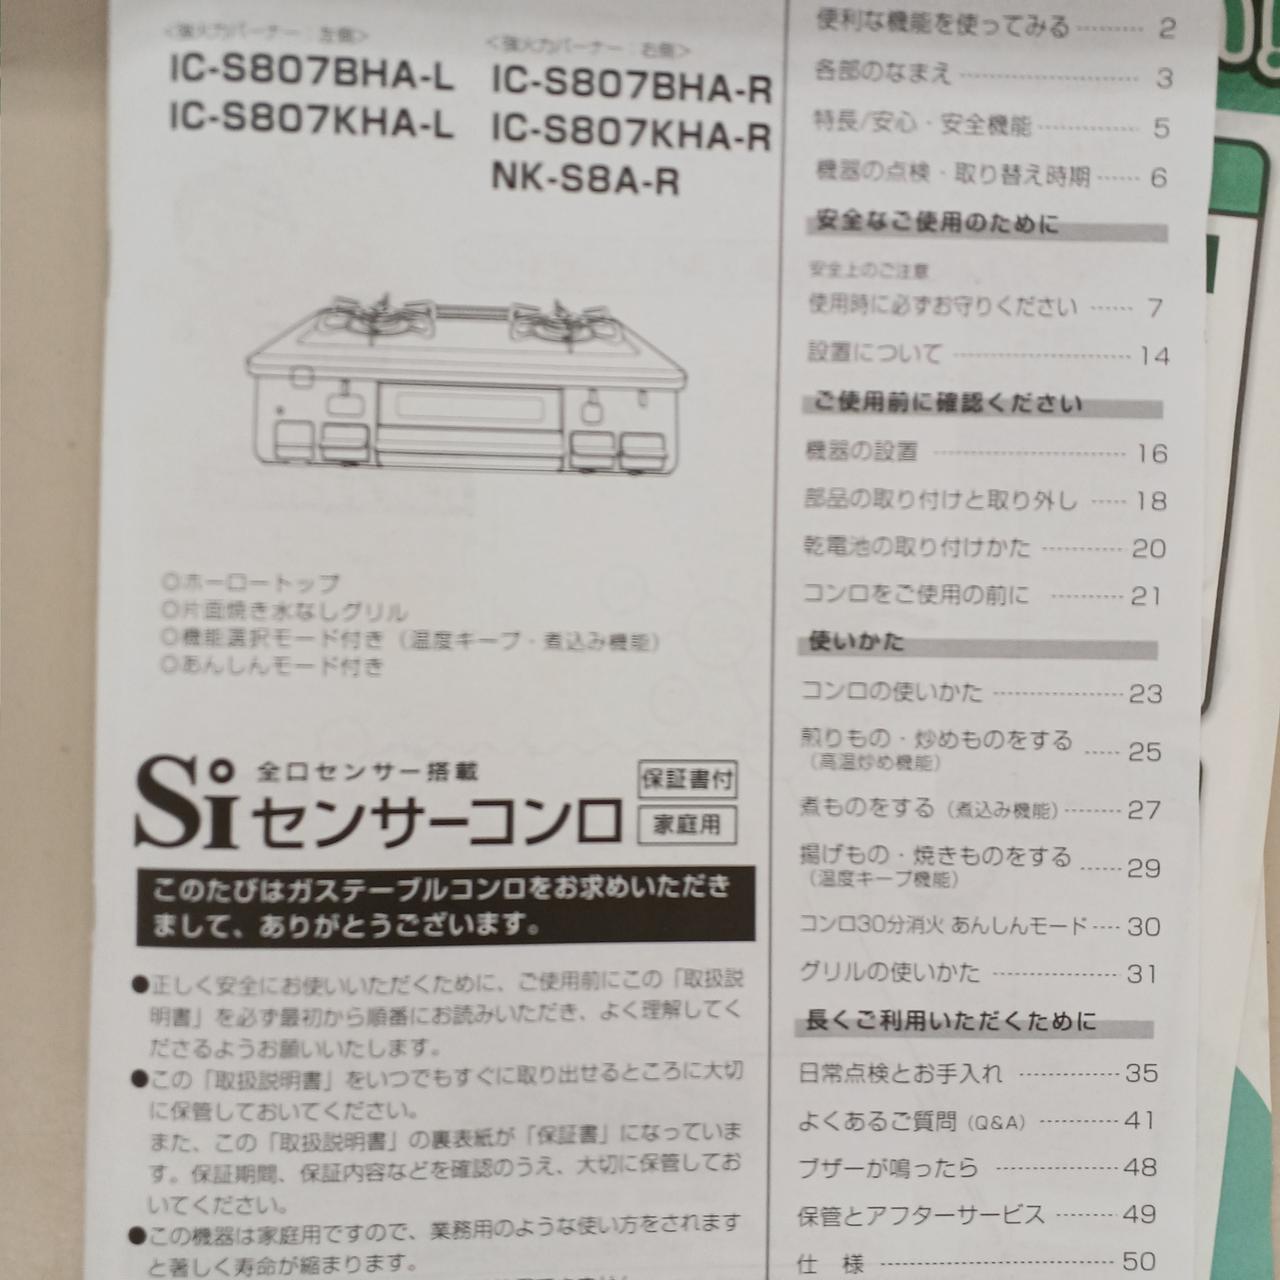 <強火力バーナー：左側>
IC-S807BHA-L
IC-S807KHA-L
<強火力バーナー：右側>
IC-S807BHA-R
IC-S807KHA-R
NK-S8A-R
○ホーロートップ
○片面焼き水なしグリル
○機能選択モード付き（温度キープ・煮込み機能）
○あんしんモード付き
Si
全口センサー搭載
センサーコンロ
保証書付
家庭用
このたびはガステーブルコンロをお求めいただき
まして、ありがとうございます。
●正しく安全にお使いいただくために、ご使用前にこの「取扱説
明書」を必ず最初から順番にお読みいただき、よく理解してく
ださるようお願いいたします。
●この「取扱説明書」をいつでもすぐに取り出せるところに大切
に保管しておいてください。
また、この「取扱説明書」の裏表紙が「保証書」になっていま
す。保証期間、保証内容などを確認のうえ、大切に保管してお
いてください。
●この機器は家庭用ですので、業務用のような使い方をされます
と著しく寿命が縮まります。
便利な機能を使ってみる ········· 2
各部のなまえ ························ 3
特長/安心・安全機能 ············· 5
機器の点検・取り替え時期 ······ 6
安全なご使用のために
安全上のご注意
使用時に必ずお守りください ······ 7
設置について ························ 14
ご使用前に確認ください
機器の設置 ·························· 16
部品の取り付けと取り外し ····· 18
乾電池の取り付けかた ··········· 20
コンロをご使用の前に ·········· 21
使いかた
コンロの使いかた ················· 23
煎りもの・炒めものをする ····· 25
（高温炒め機能）
煮ものをする（煮込み機能）········ 27
揚げもの・焼きものをする ······ 29
（温度キープ機能）
コンロ30分消火 あんしんモード ···· 30
グリルの使いかた ················· 31
長くご利用いただくために
日常点検とお手入れ ·············· 35
よくあるご質問（Q&A）············ 41
ブザーが鳴ったら ················· 48
保管とアフターサービス ········ 49
仕　様 ································ 50